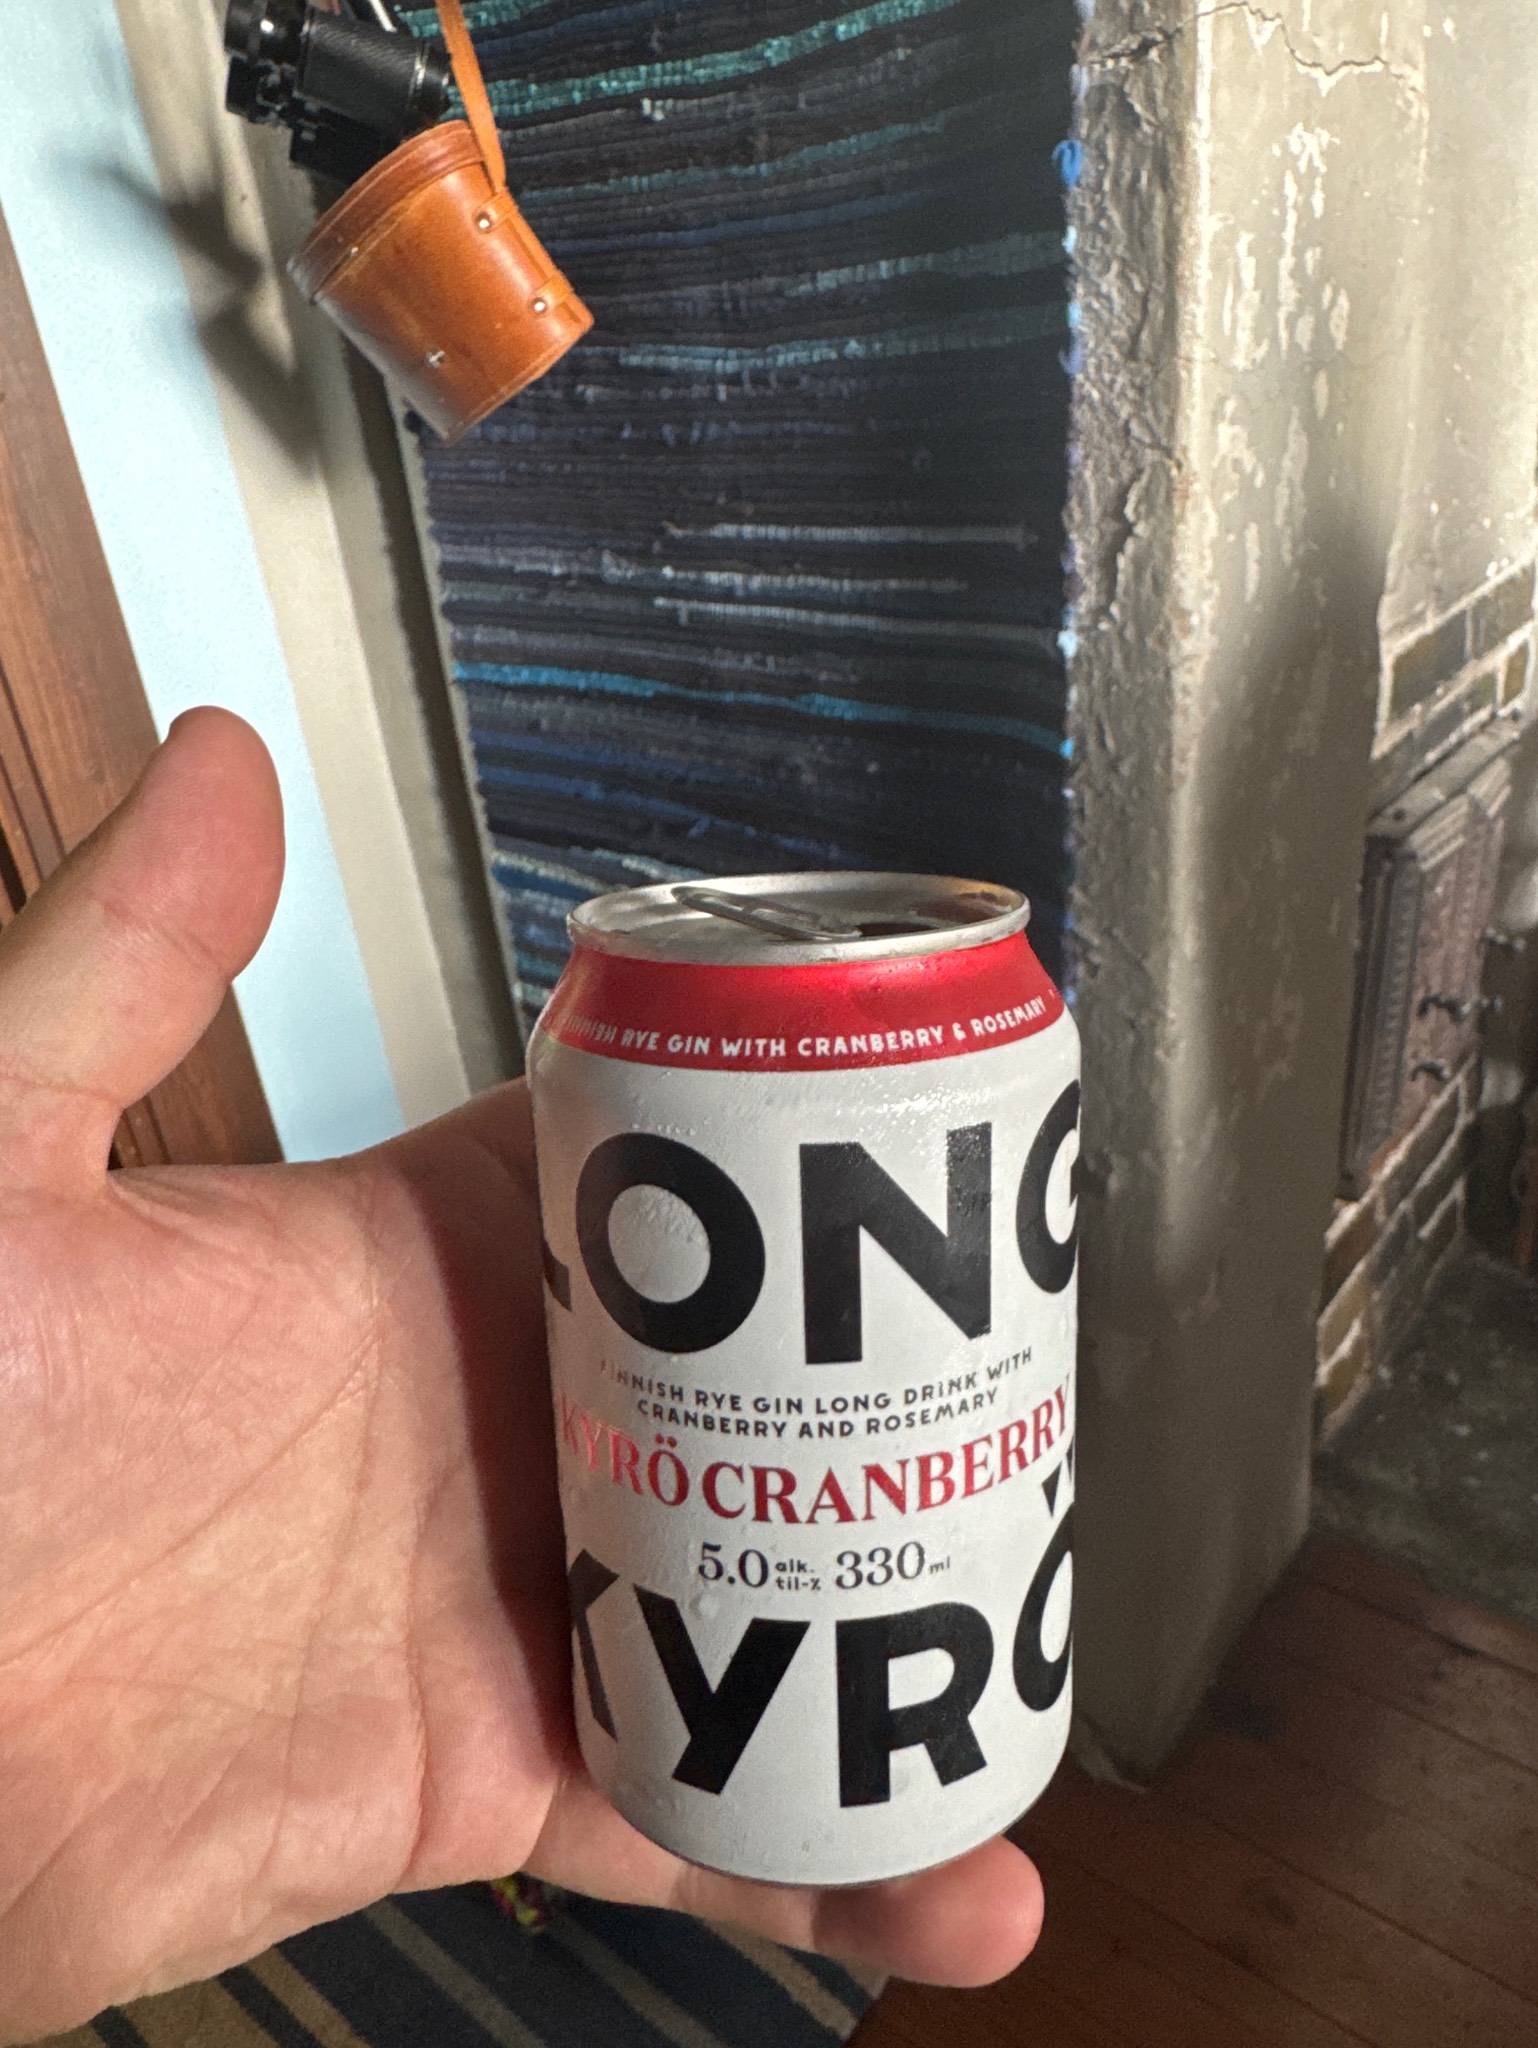 FINNISH RYE GIN WITH CRANBERRY & ROSEMARY
LONG
FINNISH RYE GIN LONG DRINK WITH
CRANBERRY AND ROSEMARY
KYRÖ CRANBERRY
5.0 alk. til-% 330 ml
KYRÖ